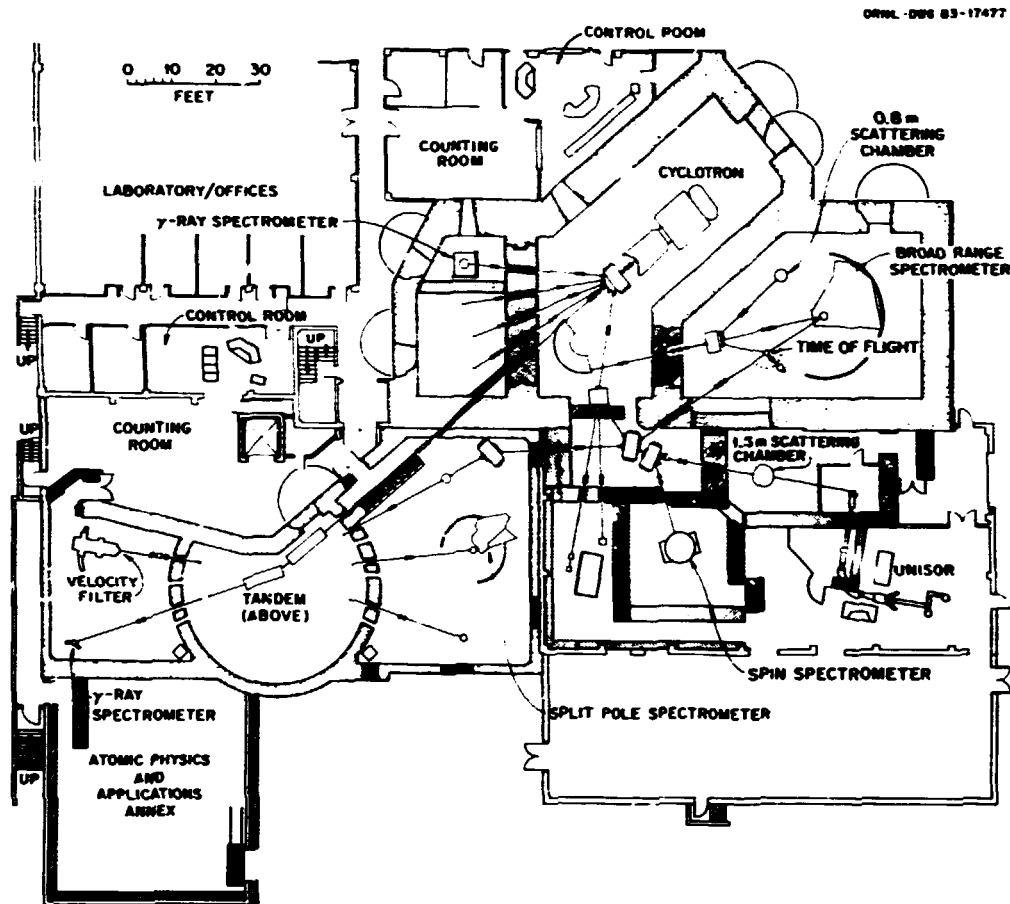 ORNL-DWG 83-17477
CONTROL ROOM
0 10 20 30
FEET
0.8 m
SCATTERING
CHAMBER
COUNTING
ROOM
CYCLOTRON
LABORATORY/OFFICES
γ-RAY SPECTROMETER
BROAD RANGE
SPECTROMETER
CONTROL ROOM
UP
UP
TIME OF FLIGHT
UP
COUNTING
ROOM
1.5 m SCATTERING
CHAMBER
VELOCITY
FILTER
TANDEM
(ABOVE)
UNISOR
SPIN SPECTROMETER
γ-RAY
SPECTROMETER
SPLIT POLE SPECTROMETER
ATOMIC PHYSICS
AND
APPLICATIONS
ANNEX
UP